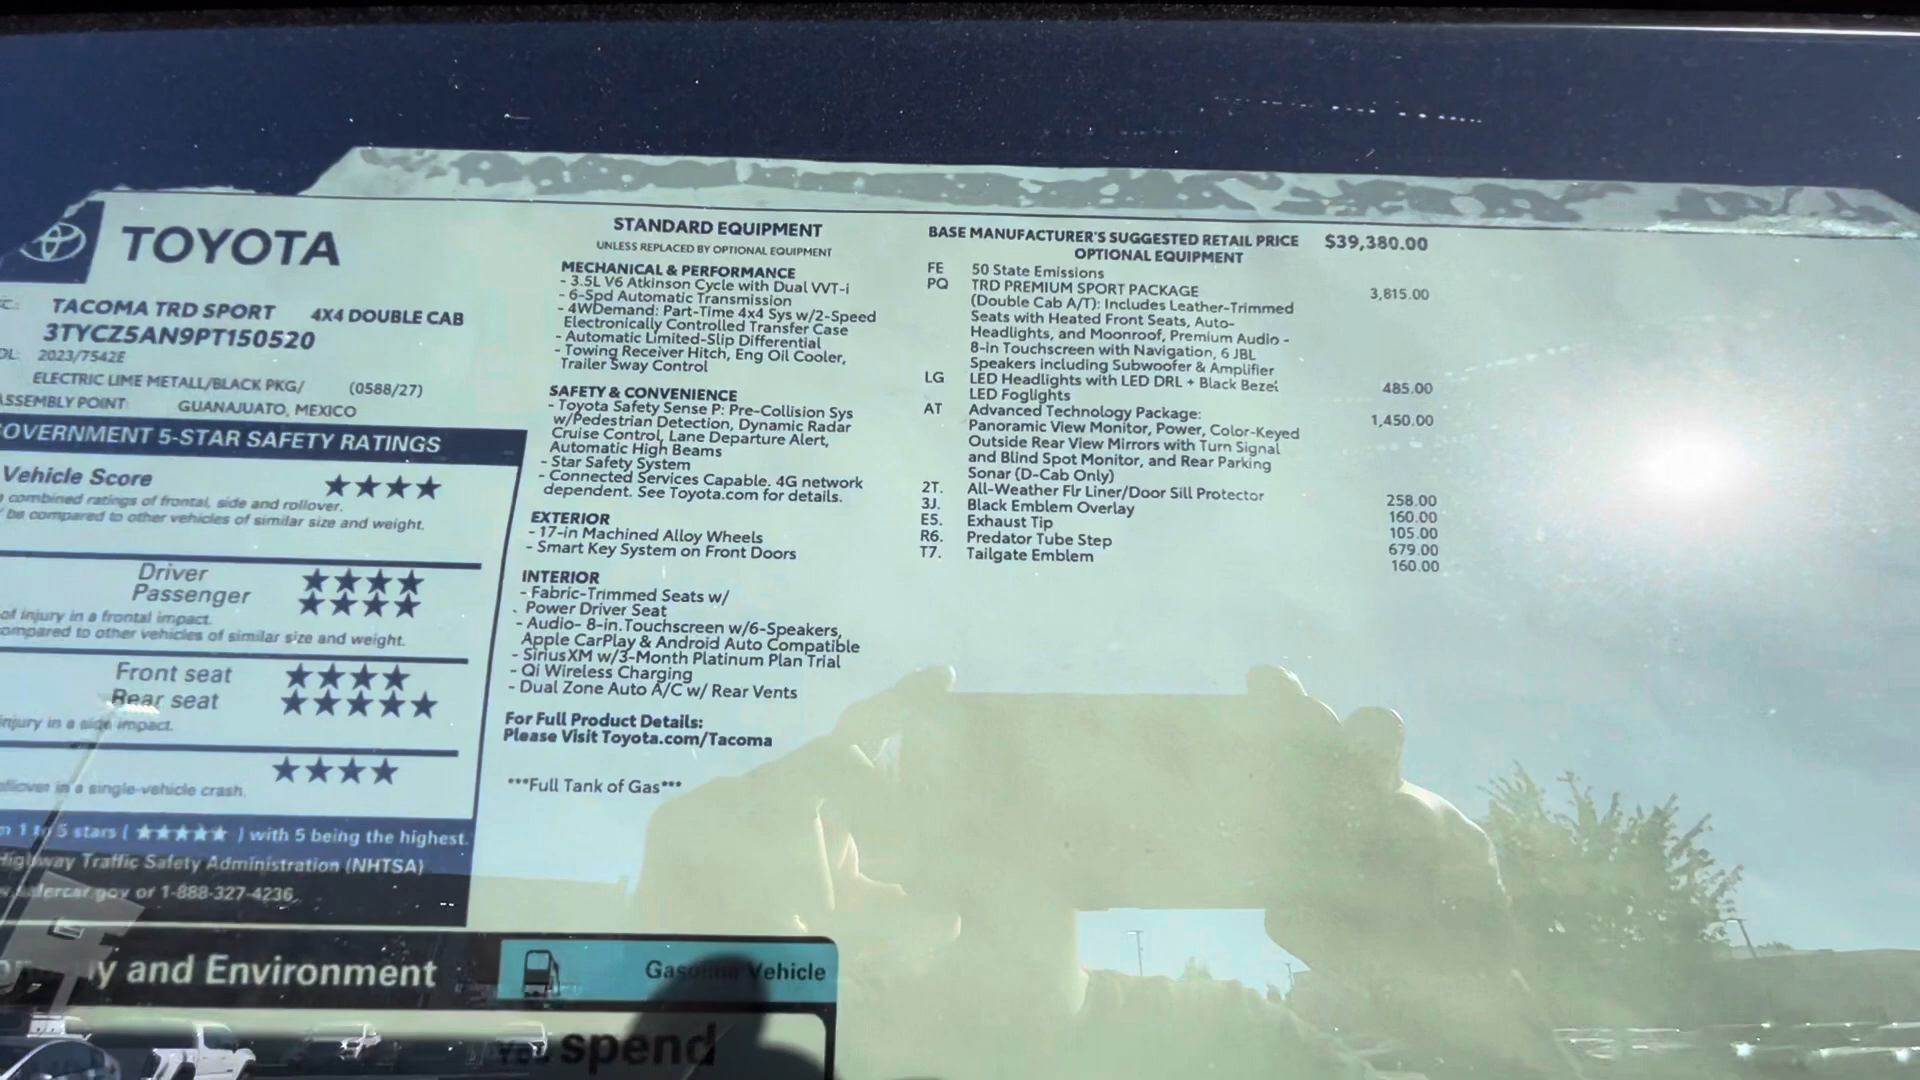 TOYOTA
TACOMA TRD SPORT 4X4 DOUBLE CAB
3TYCZ5AN9PT150520
2023/7542E
ELECTRIC LIME METALL/BLACK PKG/ (0588/27)
ASSEMBLY POINT: GUANAJUATO, MEXICO
GOVERNMENT 5-STAR SAFETY RATINGS
Vehicle Score ★★★★
combined ratings of frontal, side and rollover.
be compared to other vehicles of similar size and weight.
Driver ★★★★
Passenger ★★★★
of injury in a frontal impact.
compared to other vehicles of similar size and weight.
Front seat ★★★★
Rear seat ★★★★★
injury in a side impact.
★★★★
in a single-vehicle crash.
1 to 5 stars ( ★★★★★ ) with 5 being the highest.
Highway Traffic Safety Administration (NHTSA)
or 1-888-327-4236
y and Environment
Gasoline Vehicle
spend
STANDARD EQUIPMENT
UNLESS REPLACED BY OPTIONAL EQUIPMENT
MECHANICAL & PERFORMANCE
- 3.5L V6 Atkinson Cycle with Dual VVT-i
- 6-Spd Automatic Transmission
- 4WDemand: Part-Time 4x4 Sys w/2-Speed
Electronically Controlled Transfer Case
- Automatic Limited-Slip Differential
- Towing Receiver Hitch, Eng Oil Cooler,
Trailer Sway Control
SAFETY & CONVENIENCE
- Toyota Safety Sense P: Pre-Collision Sys
w/Pedestrian Detection, Dynamic Radar
Cruise Control, Lane Departure Alert,
Automatic High Beams
- Star Safety System
- Connected Services Capable. 4G network
dependent. See Toyota.com for details.
EXTERIOR
- 17-in Machined Alloy Wheels
- Smart Key System on Front Doors
INTERIOR
- Fabric-Trimmed Seats w/
Power Driver Seat
- Audio- 8-in.Touchscreen w/6-Speakers,
Apple CarPlay & Android Auto Compatible
- SiriusXM w/3-Month Platinum Plan Trial
- Qi Wireless Charging
- Dual Zone Auto A/C w/ Rear Vents
For Full Product Details:
Please Visit Toyota.com/Tacoma
***Full Tank of Gas***
BASE MANUFACTURER'S SUGGESTED RETAIL PRICE $39,380.00
OPTIONAL EQUIPMENT
FE 50 State Emissions
PQ TRD PREMIUM SPORT PACKAGE 3,815.00
(Double Cab A/T): Includes Leather-Trimmed
Seats with Heated Front Seats, Auto-
Headlights, and Moonroof, Premium Audio -
8-in Touchscreen with Navigation, 6 JBL
Speakers including Subwoofer & Amplifier
LG LED Headlights with LED DRL + Black Bezel 485.00
LED Foglights
AT Advanced Technology Package: 1,450.00
Panoramic View Monitor, Power, Color-Keyed
Outside Rear View Mirrors with Turn Signal
and Blind Spot Monitor, and Rear Parking
Sonar (D-Cab Only)
2T. All-Weather Flr Liner/Door Sill Protector 258.00
3J. Black Emblem Overlay 160.00
E5. Exhaust Tip 105.00
R6. Predator Tube Step 679.00
T7. Tailgate Emblem 160.00